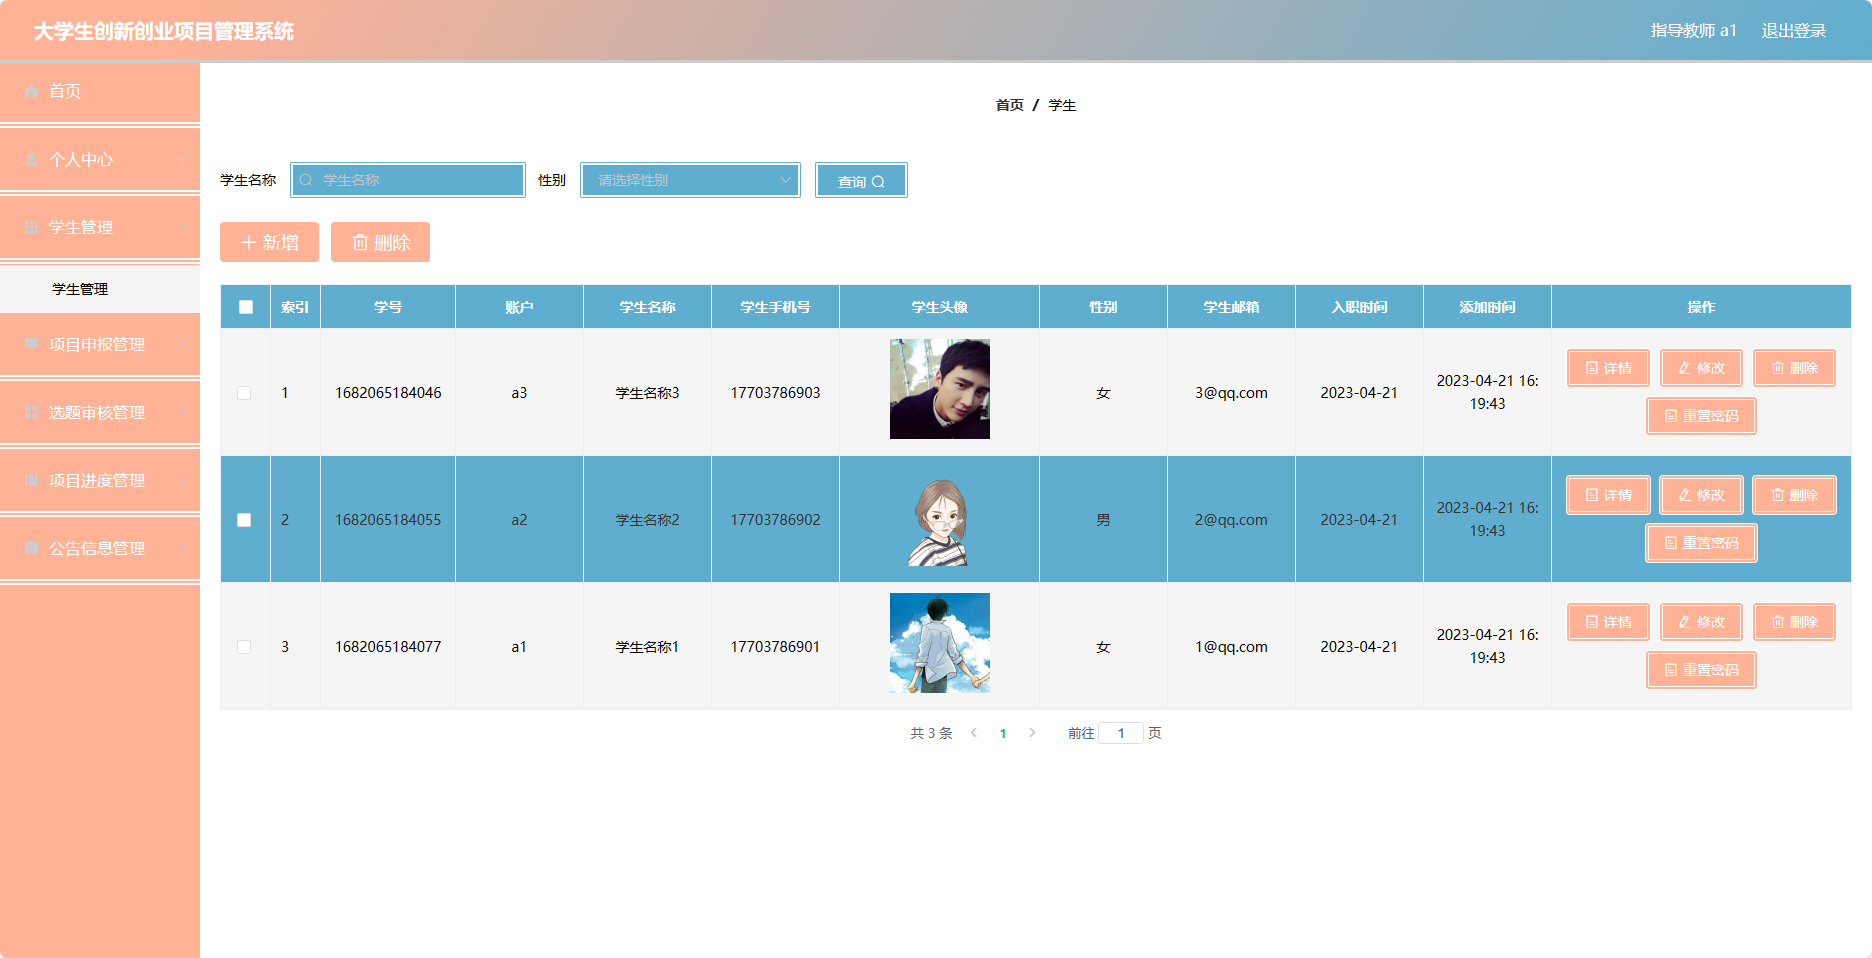 大学生创新创业项目管理系统
指导教师 a1 退出登录
首页
个人中心
学生管理
学生管理
项目申报管理
选题审核管理
项目进度管理
公告信息管理
首页 / 学生
学生名称 学生名称 性别 请选择性别 查询
新增 删除
索引 学号 账户 学生名称 学生手机号 学生头像 性别 学生邮箱 入职时间 添加时间 操作
1 1682065184046 a3 学生名称3 17703786903 女 3@qq.com 2023-04-21 2023-04-21 16:19:43 详情 修改 删除 重置密码
2 1682065184055 a2 学生名称2 17703786902 男 2@qq.com 2023-04-21 2023-04-21 16:19:43 详情 修改 删除 重置密码
3 1682065184077 a1 学生名称1 17703786901 女 1@qq.com 2023-04-21 2023-04-21 16:19:43 详情 修改 删除 重置密码
共 3 条 1 前往 1 页